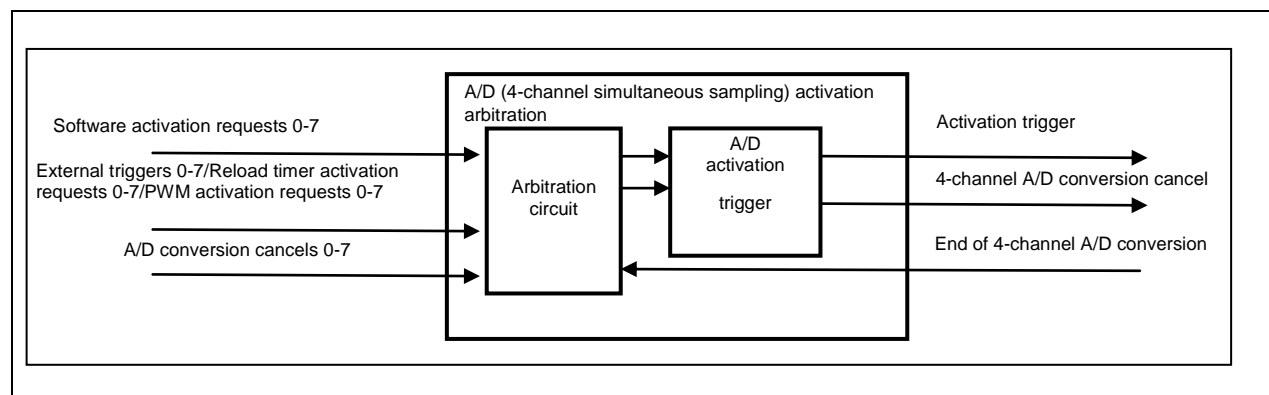 A/D (4-channel simultaneous sampling) activation
arbitration
Software activation requests 0-7
External triggers 0-7/Reload timer activation
requests 0-7/PWM activation requests 0-7
A/D conversion cancels 0-7
Arbitration
circuit
A/D
activation
trigger
Activation trigger
4-channel A/D conversion cancel
End of 4-channel A/D conversion